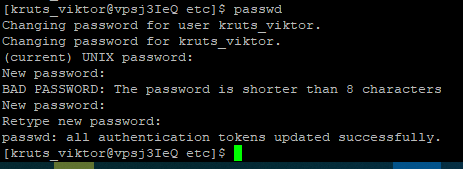 [kruts_viktor@vpsj3IeQ etc]$ passwd
Changing password for user kruts_viktor.
Changing password for kruts_viktor.
(current) UNIX password:
New password:
BAD PASSWORD: The password is shorter than 8 characters
New password:
Retype new password:
passwd: all authentication tokens updated successfully.
[kruts_viktor@vpsj3IeQ etc]$